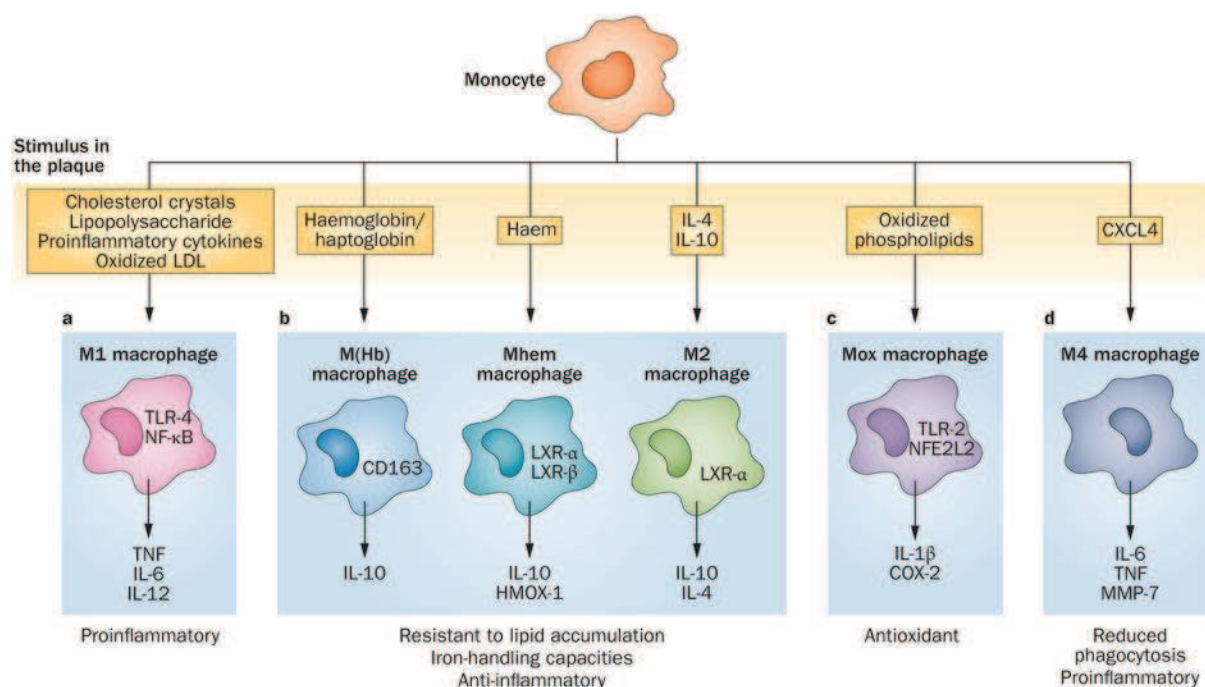 Monocyte
Stimulus in
the plaque
Cholesterol crystals
Lipopolysaccharide
Proinflammatory cytokines
Oxidized LDL
Haemoglobin/
haptoglobin
Haem
IL-4
IL-10
Oxidized
phospholipids
CXCL4
a
M1 macrophage
TLR-4
NF-κB
TNF
IL-6
IL-12
Proinflammatory
b
M(Hb)
macrophage
CD163
IL-10
Mhem
macrophage
LXR-α
LXR-β
IL-10
HMOX-1
M2
macrophage
LXR-α
IL-10
IL-4
Resistant to lipid accumulation
Iron-handling capacities
Anti-inflammatory
c
Mox macrophage
TLR-2
NFE2L2
IL-1β
COX-2
Antioxidant
d
M4 macrophage
IL-6
TNF
MMP-7
Reduced
phagocytosis
Proinflammatory